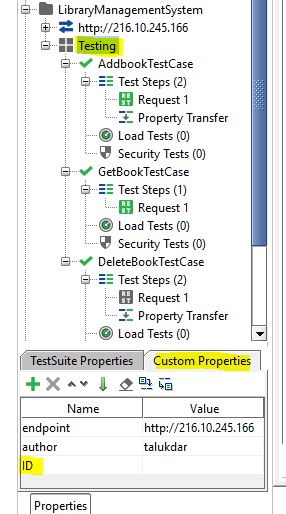 LibraryManagementSystem
http://216.10.245.166
Testing
AddbookTestCase
Test Steps (2)
REST Request 1
Property Transfer
Load Tests (0)
Security Tests (0)
GetBookTestCase
Test Steps (1)
REST Request 1
Load Tests (0)
Security Tests (0)
DeleteBookTestCase
Test Steps (2)
REST Request 1
Property Transfer
Load Tests (0)
TestSuite Properties Custom Properties
Name Value
endpoint http://216.10.245.166
author talukdar
ID
Properties